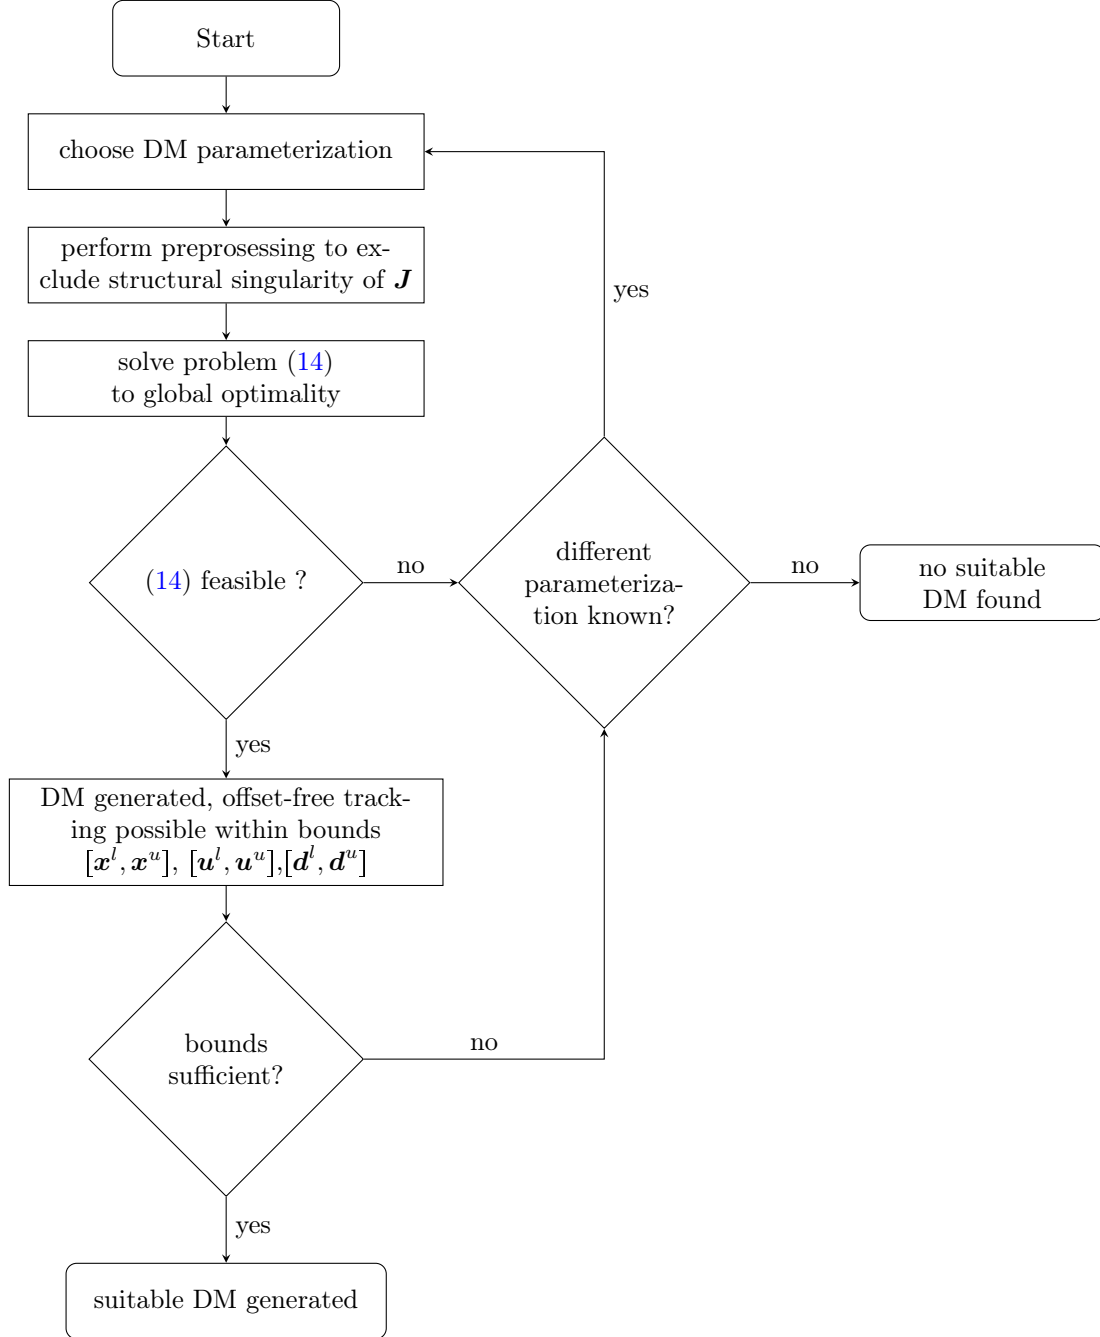 Start
choose DM parameterization
perform preprosessing to ex-
clude structural singularity of J
yes
solve problem (14)
to global optimality
(14) feasible ?
no
different
parameteriza-
tion known?
no
no suitable
DM found
yes
DM generated, offset-free track-
ing possible within bounds
[x^l, x^u], [u^l, u^u],[d^l, d^u]
bounds
sufficient?
no
yes
suitable DM generated